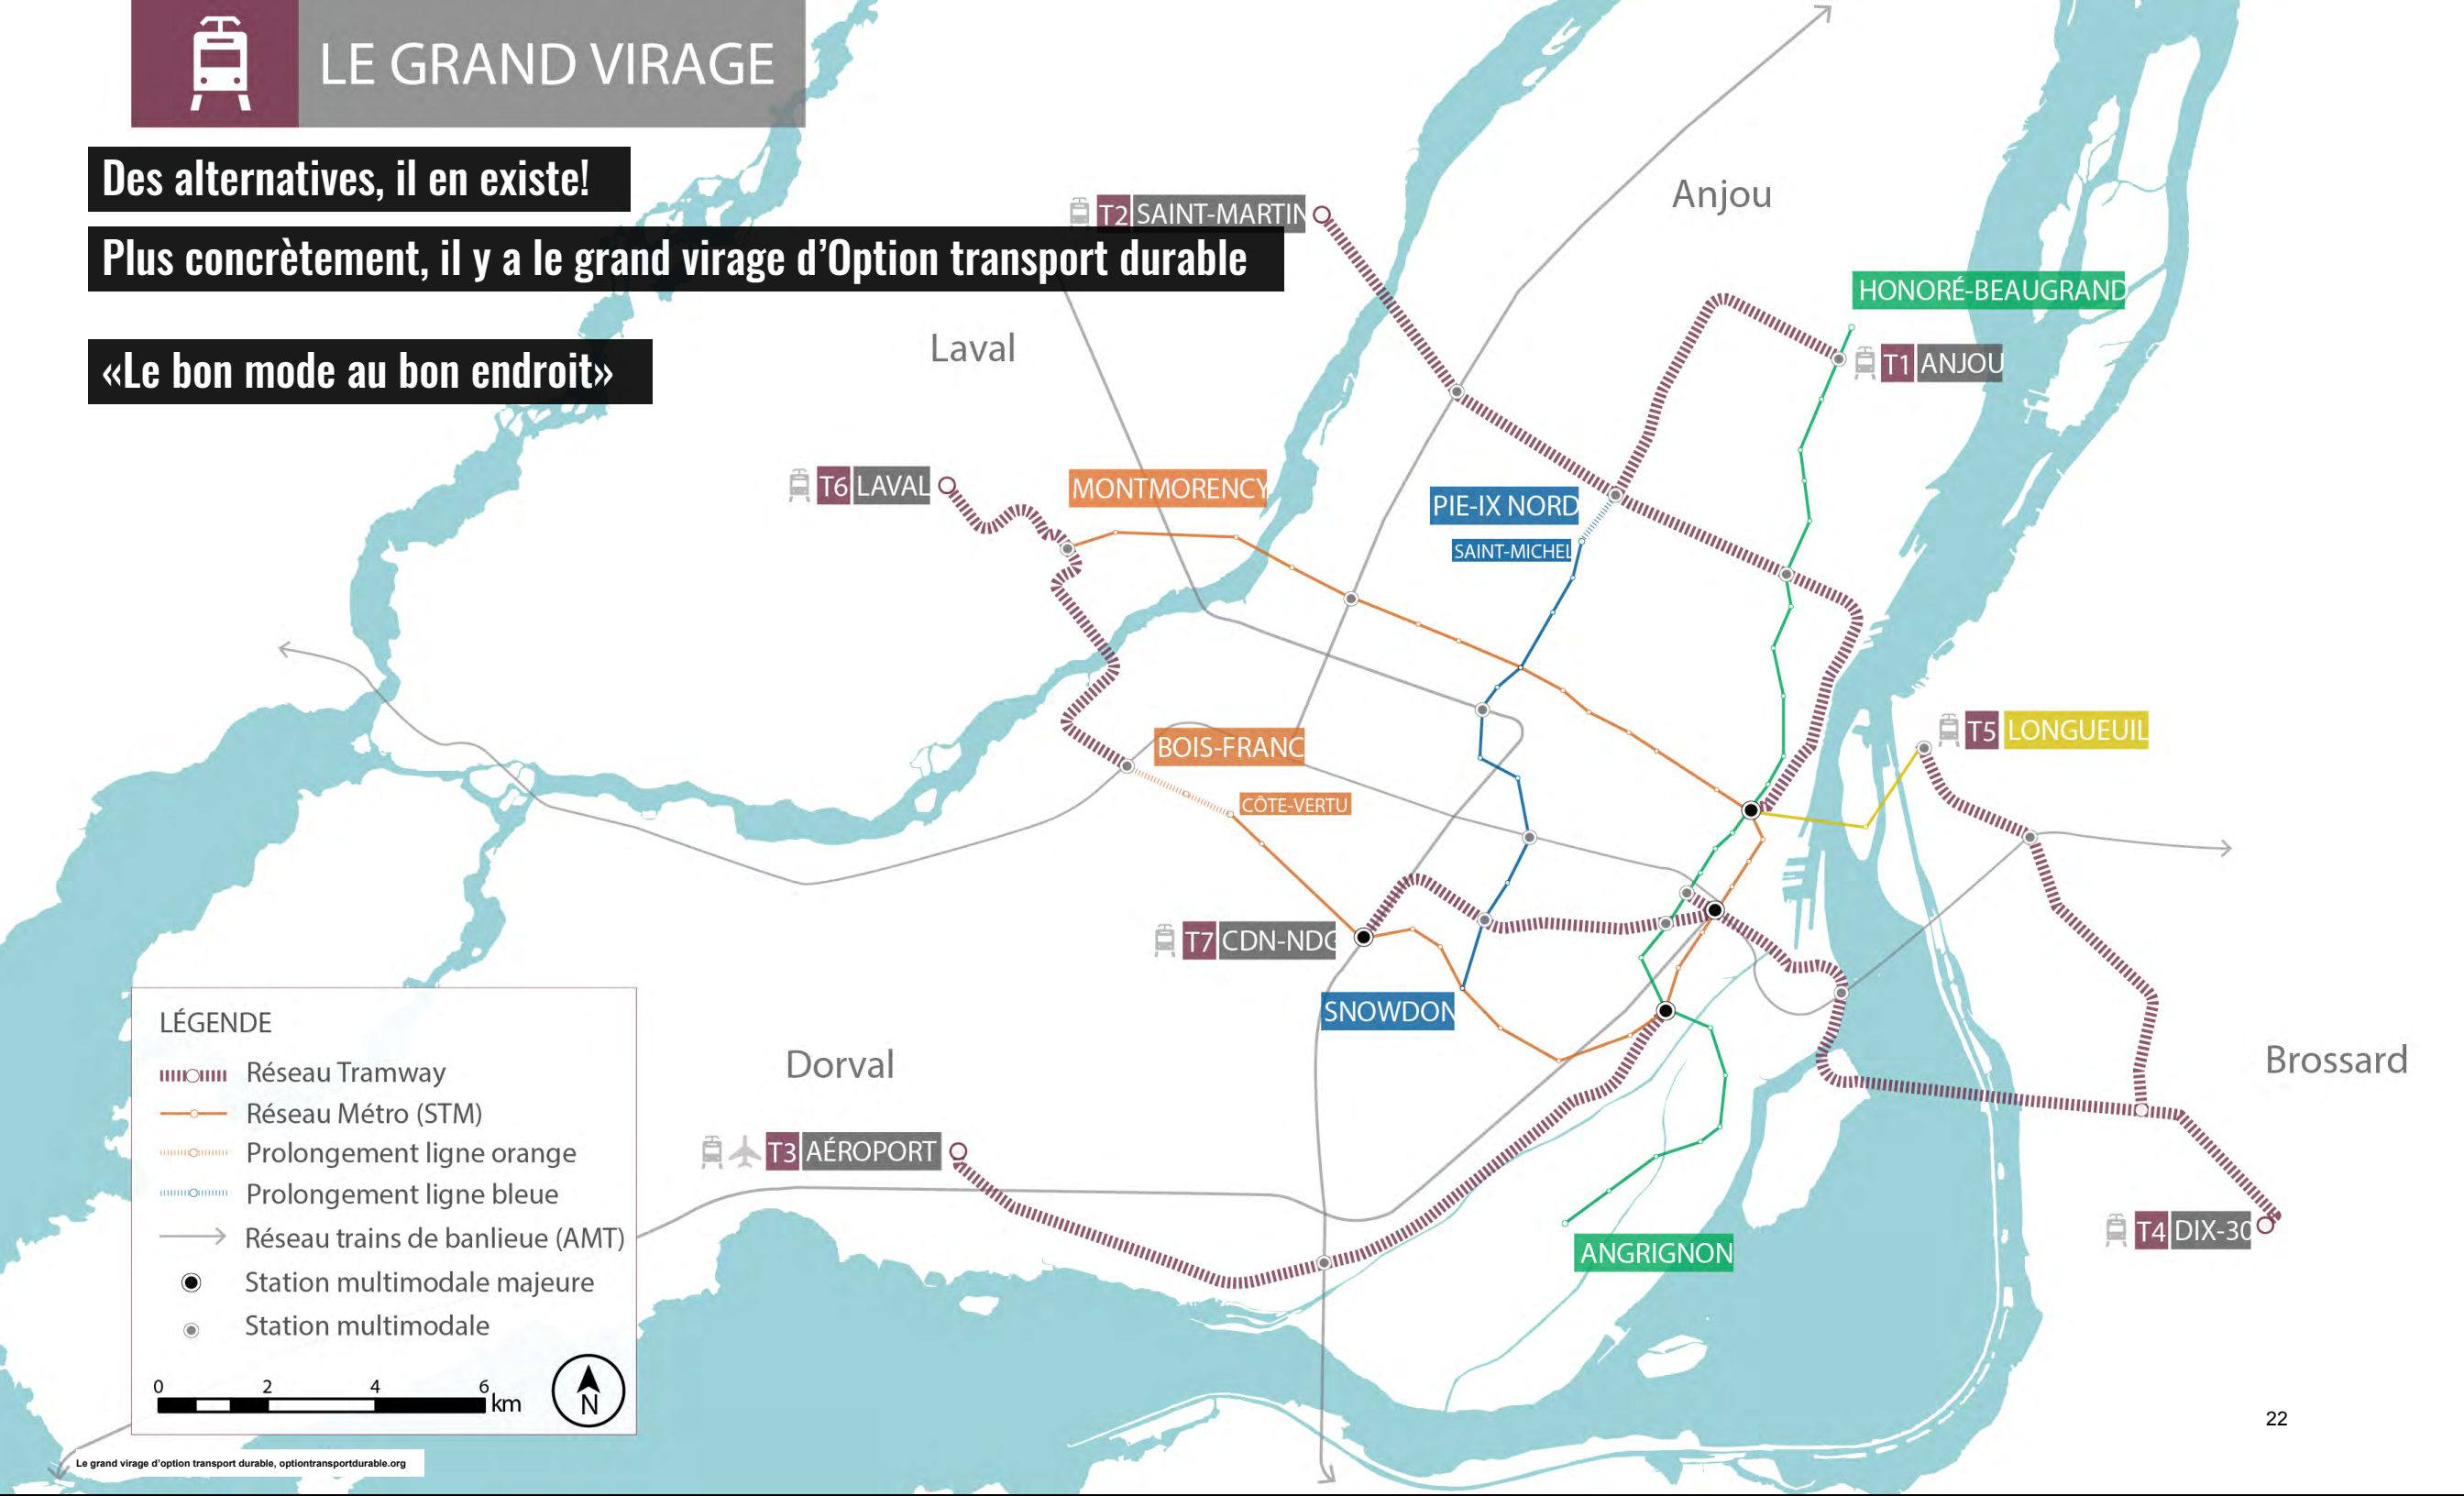 LE GRAND VIRAGE
Des alternatives, il en existe!
Plus concrètement, il y a le grand virage d'Option transport durable
«Le bon mode au bon endroit»
Anjou
T2 SAINT-MARTIN
HONORÉ-BEAUGRAND
Laval
T1 ANJOU
T6 LAVAL
MONTMORENCY
PIE-IX NORD
SAINT-MICHEL
T5 LONGUEUIL
BOIS-FRANC
CÔTE-VERTU
T7 CDN-NDG
SNOWDON
Dorval
Brossard
T3 AÉROPORT
T4 DIX-30
ANGRIGNON
LÉGENDE
Réseau Tramway
Réseau Métro (STM)
Prolongement ligne orange
Prolongement ligne bleue
Réseau trains de banlieue (AMT)
Station multimodale majeure
Station multimodale
0 2 4 6
km
N
22
Le grand virage d'option transport durable, optiontransportdurable.org